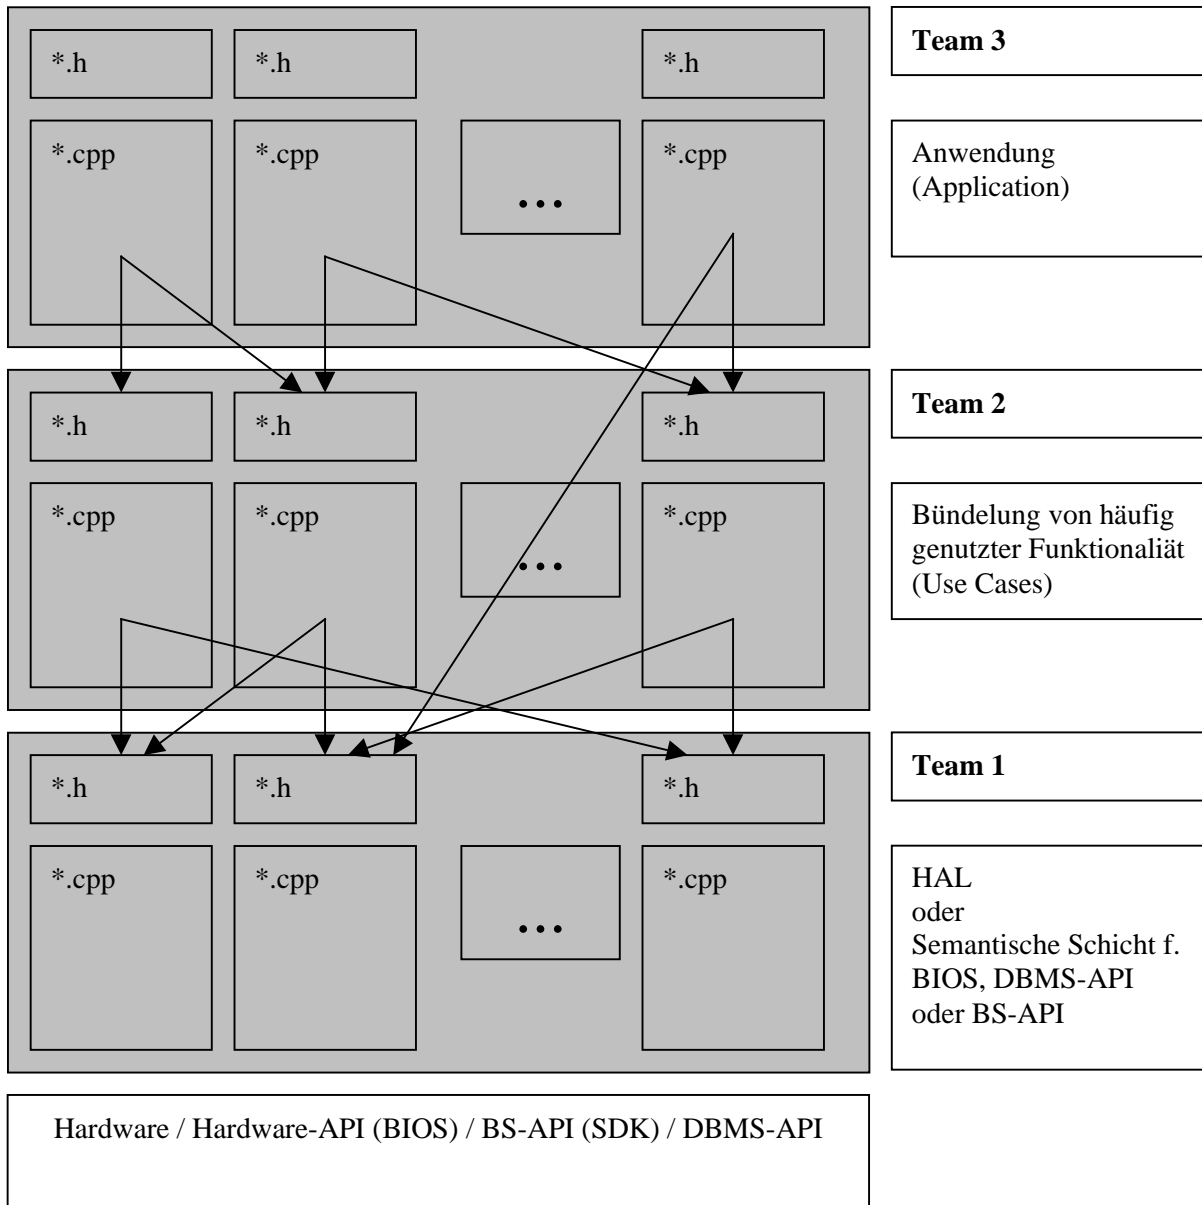 *.h
*.h
*.h
*.cpp
*.cpp
...
*.cpp
Team 3
Anwendung
(Application)
*.h
*.h
*.h
*.cpp
*.cpp
...
*.cpp
Team 2
Bündelung von häufig
genutzter Funktionaliät
(Use Cases)
*.h
*.h
*.h
*.cpp
*.cpp
...
*.cpp
Team 1
HAL
oder
Semantische Schicht f.
BIOS, DBMS-API
oder BS-API
Hardware / Hardware-API (BIOS) / BS-API (SDK) / DBMS-API